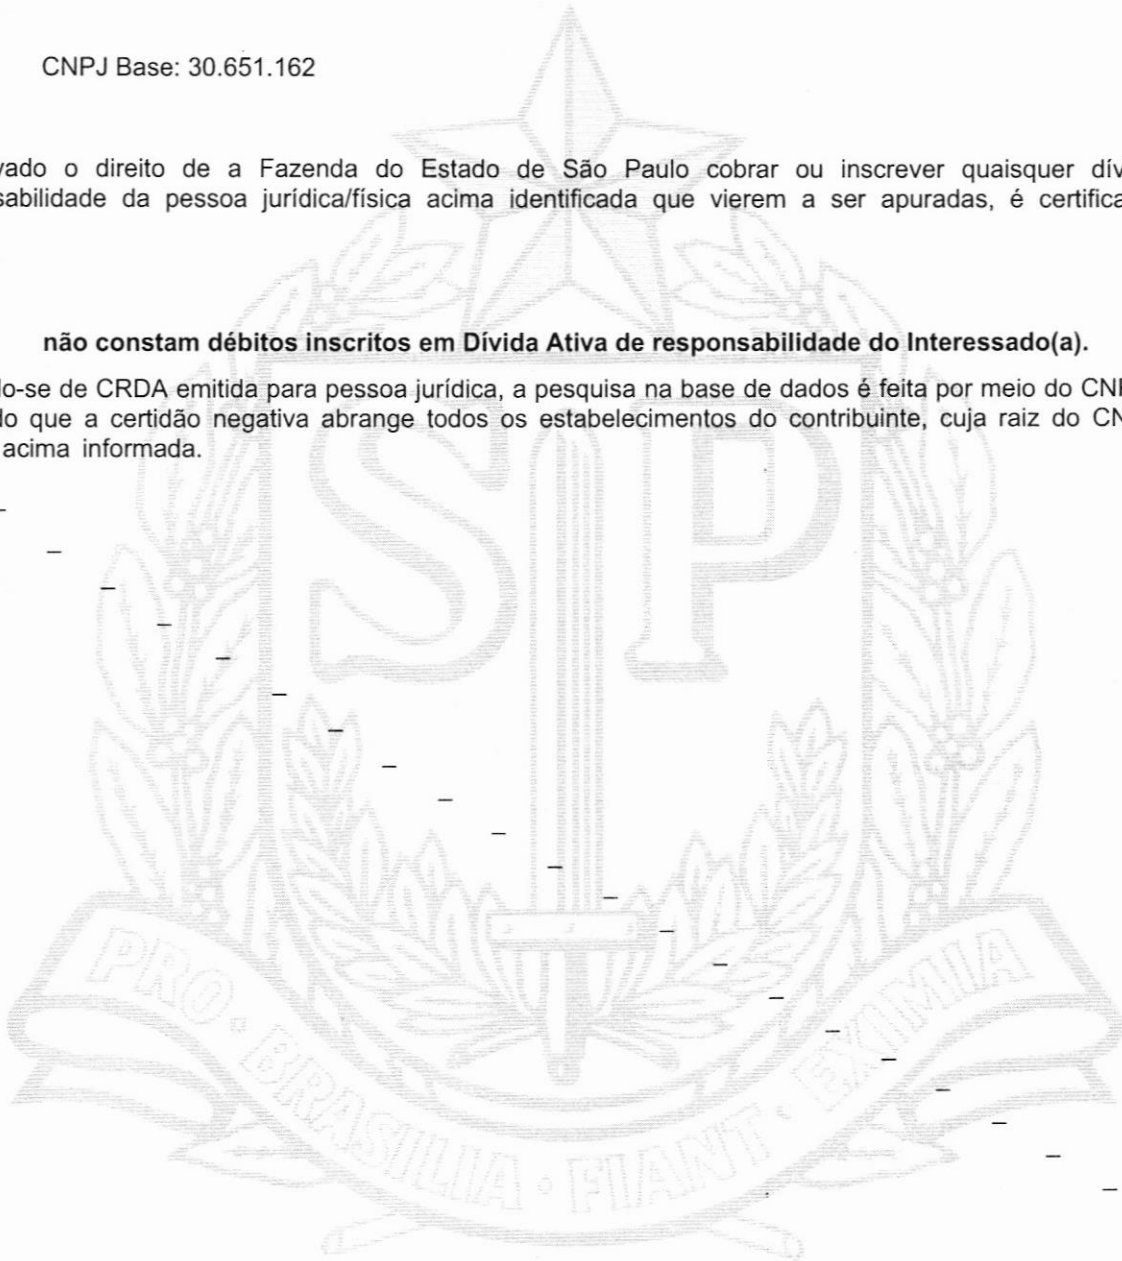 CNPJ Base: 30.651.162
vado o direito de a Fazenda do Estado de São Paulo cobrar ou inscrever quaisquer dív
sabilidade da pessoa jurídica/física acima identificada que vierem a ser apuradas, é certifica
não constam débitos inscritos em Dívida Ativa de responsabilidade do Interessado(a).
do-se de CRDA emitida para pessoa jurídica, a pesquisa na base de dados é feita por meio do CNP
do que a certidão negativa abrange todos os estabelecimentos do contribuinte, cuja raiz do CN
acima informada.
SP
PRO · BRASILIA · FIANT · EXIMIA